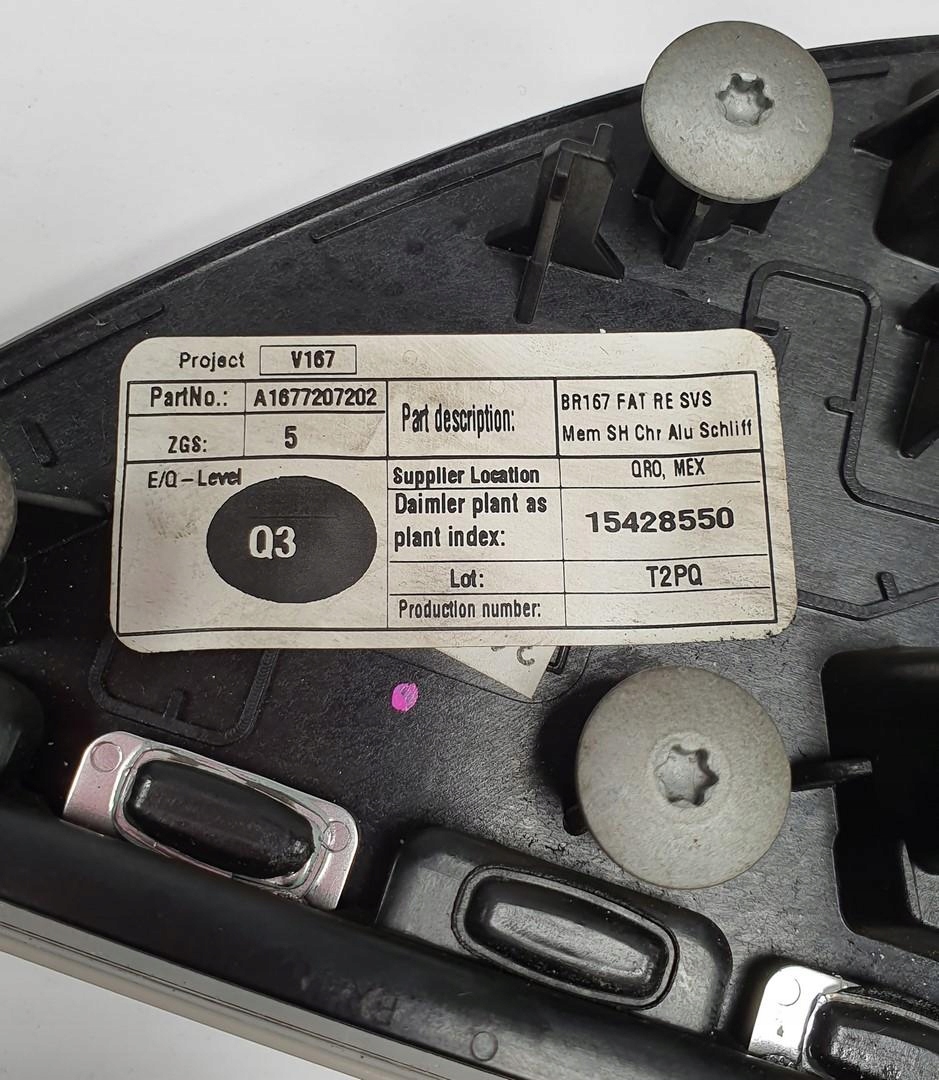 Project V167
PartNo.: A1677207202
ZGS: 5
Part description:
BR167 FAT RE SVS
Mem SH Chr Alu Schliff
E/Q-Level
Q3
Supplier Location QRO, MEX
Daimler plant as
plant index:
15428550
Lot: T2PQ
Production number: